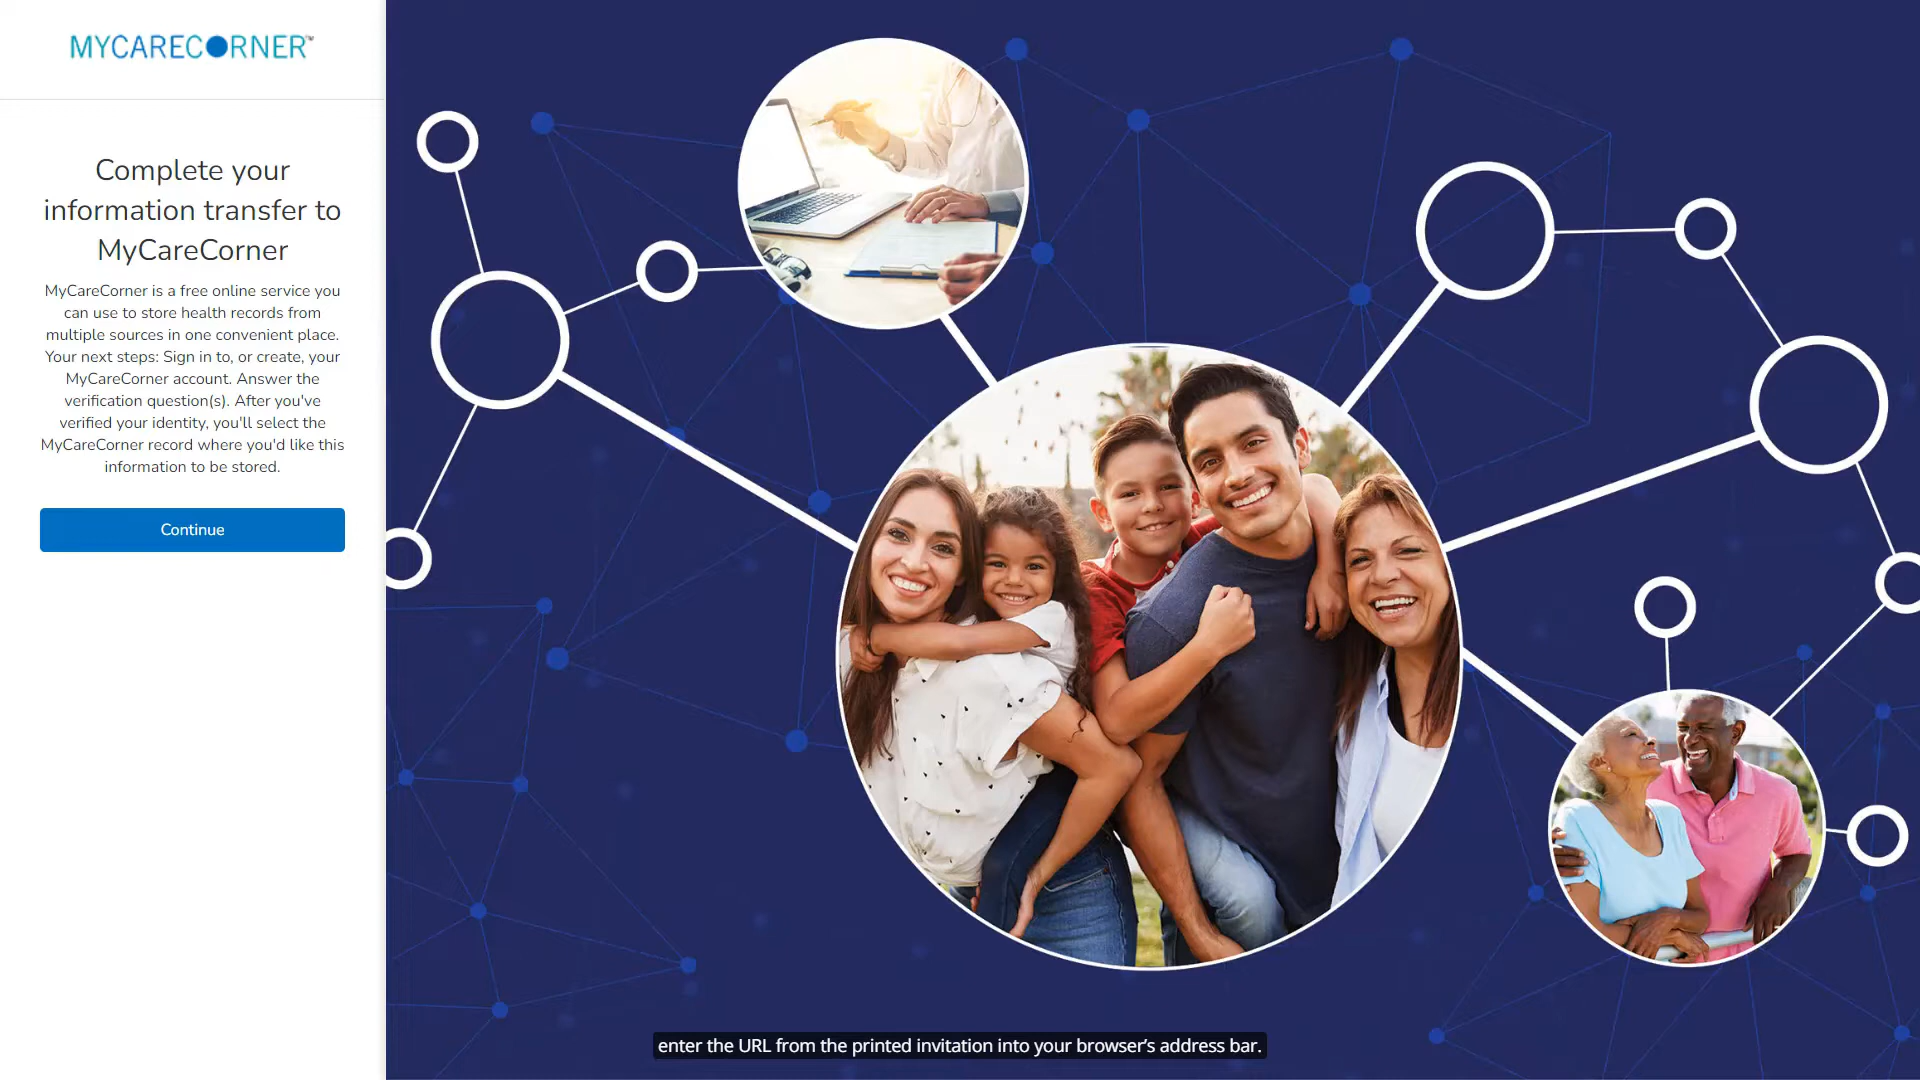 MYCARECORNER™
Complete your
information transfer to
MyCareCorner
MyCareCorner is a free online service you
can use to store health records from
multiple sources in one convenient place.
Your next steps: Sign in to, or create, your
MyCareCorner account. Answer the
verification question(s). After you've
verified your identity, you'll select the
MyCareCorner record where you'd like this
information to be stored.
Continue
enter the URL from the printed invitation into your browser’s address bar.